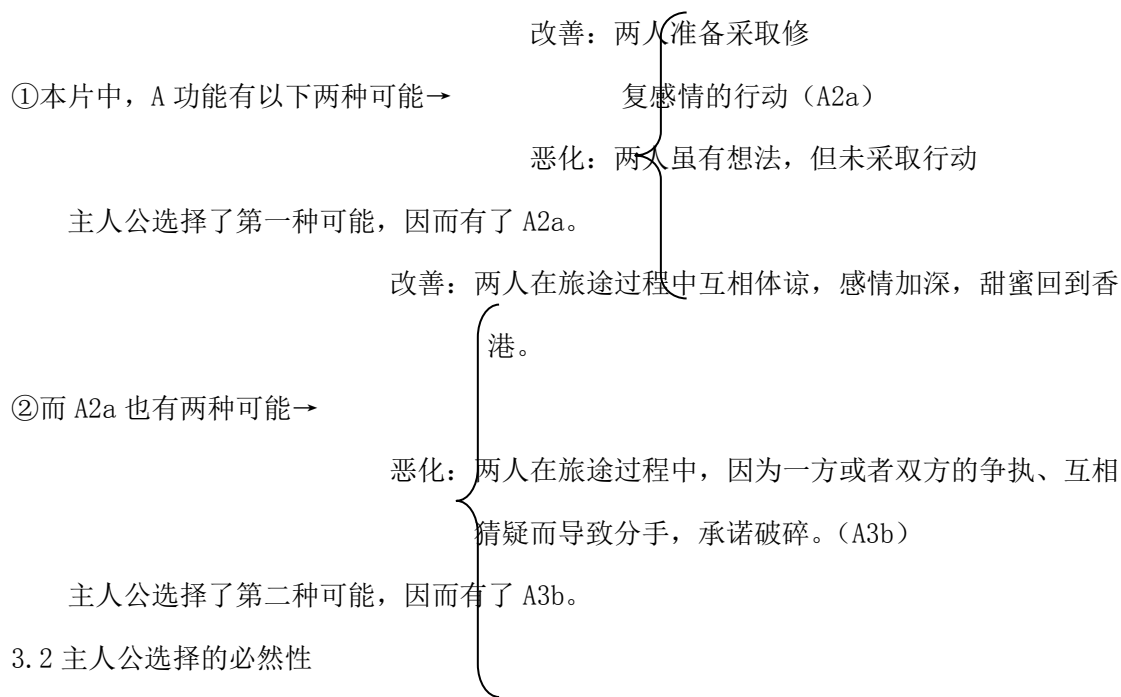 改善：两人准备采取修
①本片中，A 功能有以下两种可能→ 复感情的行动（A2a）
恶化：两人虽有想法，但未采取行动
主人公选择了第一种可能，因而有了 A2a。
改善：两人在旅途过程中互相体谅，感情加深，甜蜜回到香
港。
②而 A2a 也有两种可能→
恶化：两人在旅途过程中，因为一方或者双方的争执、互相
猜疑而导致分手，承诺破碎。（A3b）
主人公选择了第二种可能，因而有了 A3b。
3.2 主人公选择的必然性